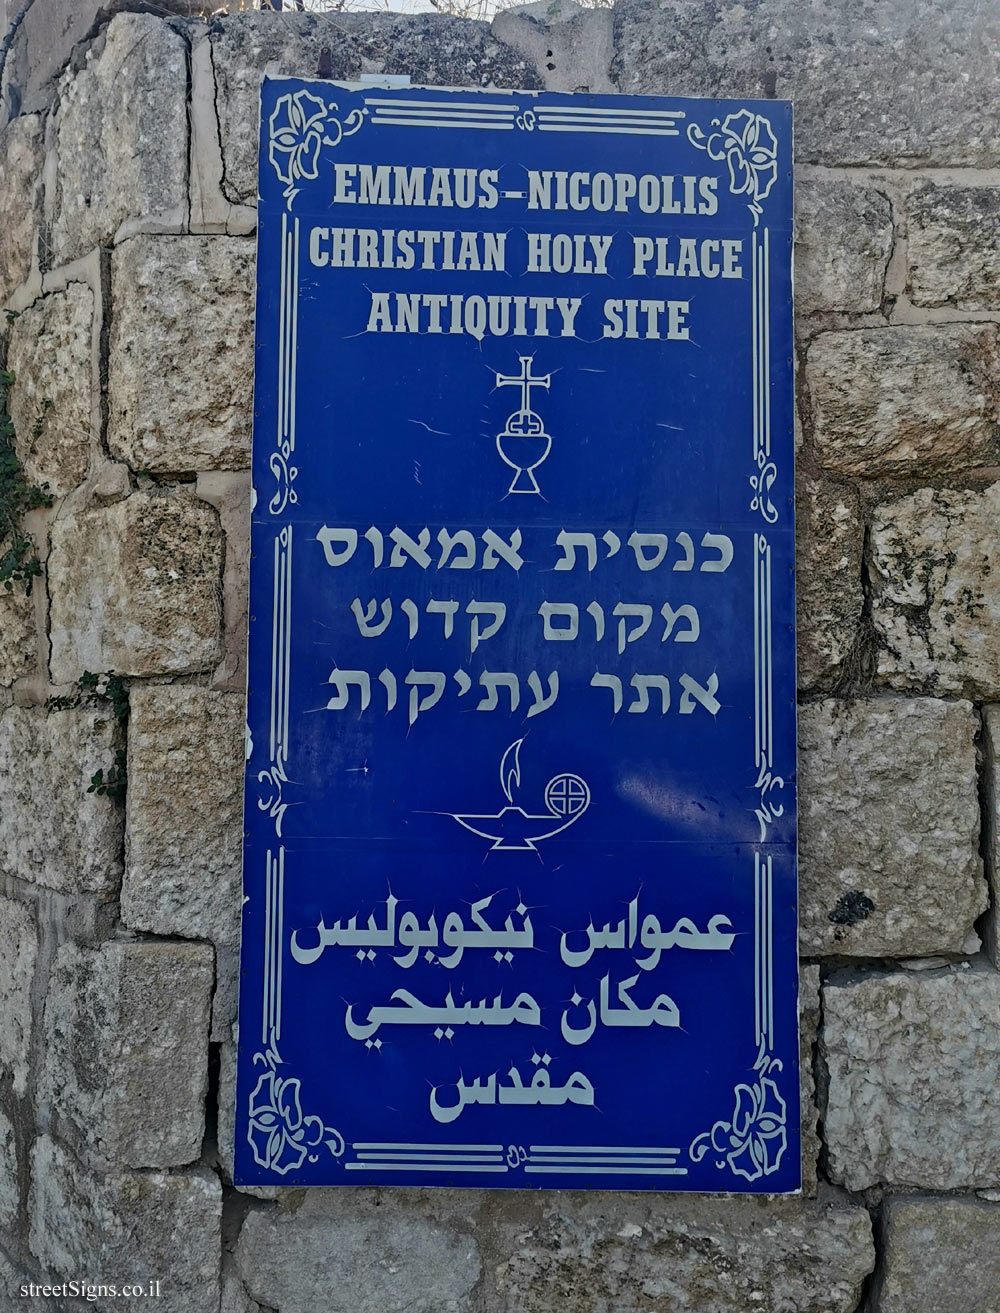 EMMAUS-NICOPOLIS
CHRISTIAN HOLY PLACE
ANTIQUITY SITE
כנסית אמאוס
מקום קדוש
אתר עתיקות
عمواس نيكوبوليس
مكان مسيحي
مقدس
streetSigns.co.il